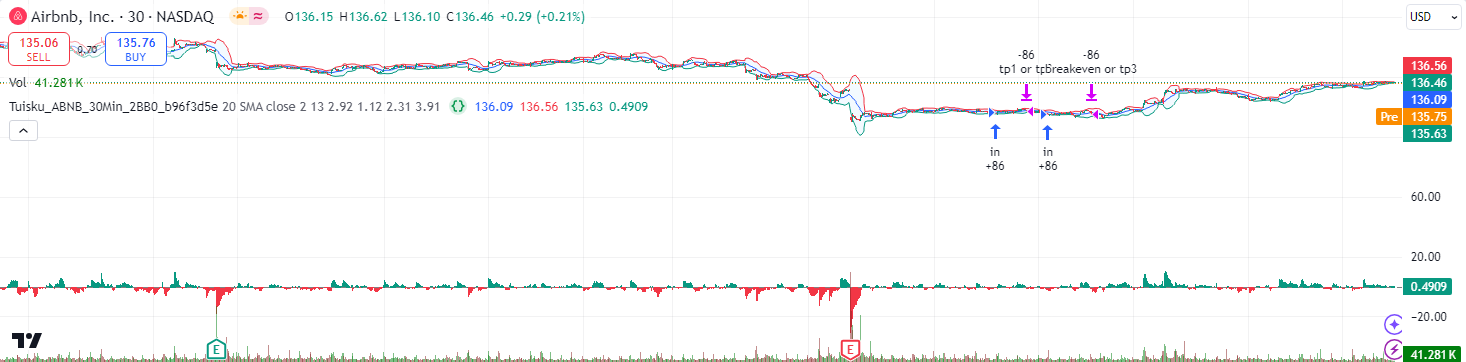 Airbnb, Inc. · 30 · NASDAQ O136.15 H136.62 L136.10 C136.46 +0.29 (+0.21%)
USD
135.06 SELL
0.70
135.76 BUY
Vol 41.281 K
Tuisku_ABNB_30Min_2BB0_b96f3d5e 20 SMA close 2 13 2.92 1.12 2.31 3.91 {} 136.09 136.56 135.63 0.4909
-86
-86
tp1 or tp
Breakeven or tp3
in
+86
in
+86
136.56
136.46
136.09
Pre 135.75
135.63
60.00
20.00
0.4909
−20.00
41.281 K
E
E